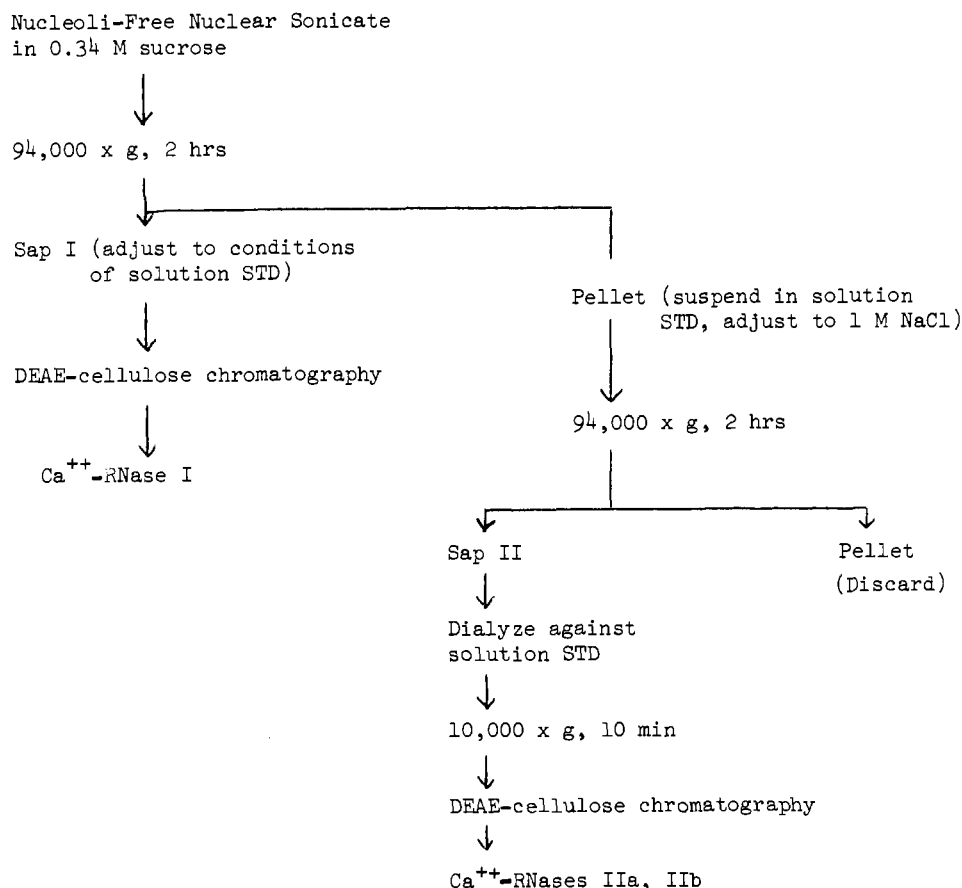 Nucleoli-Free Nuclear Sonicate
in 0.34 M sucrose
94,000 x g, 2 hrs
Sap I (adjust to conditions
of solution STD)
DEAE-cellulose chromatography
Ca++-RNase I
Pellet (suspend in solution
STD, adjust to 1 M NaCl)
94,000 x g, 2 hrs
Sap II
Pellet
(Discard)
Dialyze against
solution STD
10,000 x g, 10 min
DEAE-cellulose chromatography
Ca++-RNases IIa, IIb